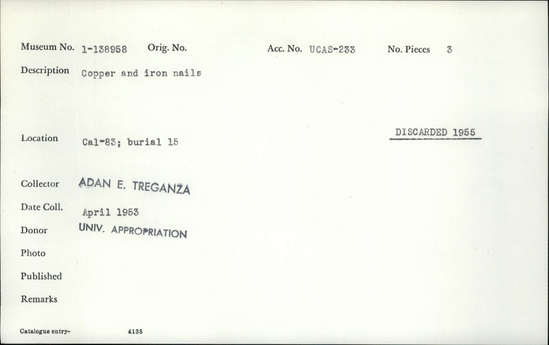 Museum No. 1-138958 Orig. No. Acc. No. UCAS-233 No. Pieces 3
Description Copper and iron nails
DISCARDED 1955
Location Cal-83; burial 15
Collector ADAN E. TREGANZA
Date Coll. April 1953
Donor UNIV. APPROPRIATION
Photo
Published
Remarks
Catalogue entry- 4135